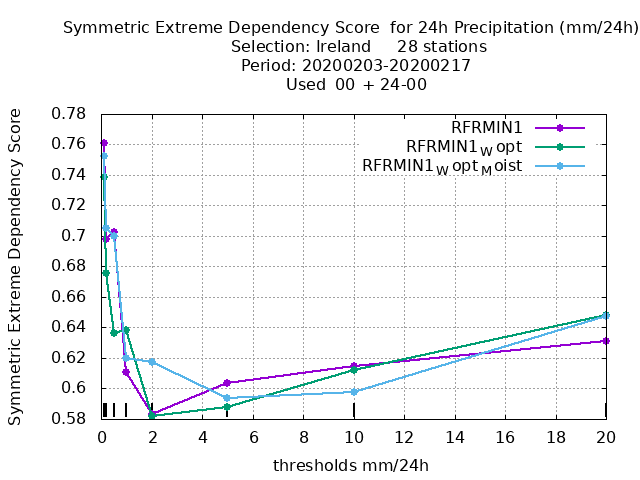 Symmetric Extreme Dependency Score  for 24h Precipitation (mm/24h)
Selection: Ireland     28 stations
Period: 20200203-20200217
Used  00  + 24-00
Symmetric Extreme Dependency Score
0.78
0.76
0.74
0.72
0.7
0.68
0.66
0.64
0.62
0.6
0.58
RFRMIN1
RFRMIN1Wopt
RFRMIN1WoptMoist
0 2 4 6 8 10 12 14 16 18 20
thresholds mm/24h